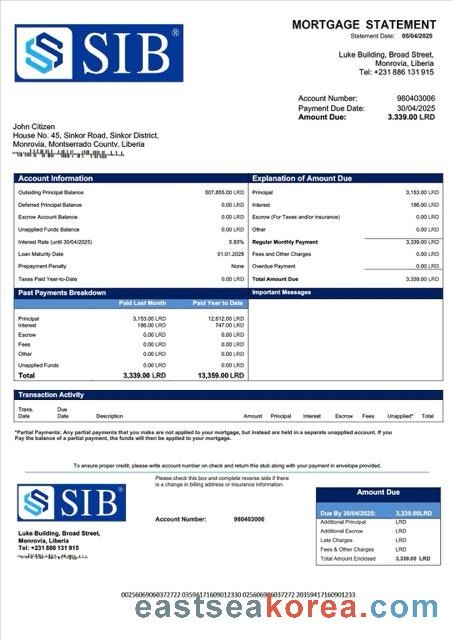 SIB®
MORTGAGE STATEMENT
Statement Date: 05/04/2025
Luke Building, Broad Street,
Monrovia, Liberia
Tel: +231 886 131 915
Account Number: 980403006
Payment Due Date: 30/04/2025
Amount Due: 3.339.00 LRD
John Citizen
House No. 45, Sinkor Road, Sinkor District,
Monrovia, Montserrado County, Liberia
Account Information
Outsiding Principal Balance 507,855.00 LRD
Deferred Principal Balance 0.00 LRD
Escrow Account Balance 0.00 LRD
Unapplied Funds Balance 0.00 LRD
Interest Rate (until 30/04/2025) 5.93%
Loan Maturity Date 01.01.2025
Prepayment Penalty None
Taxes Paid Year-to-Date 0.00 LRD
Explanation of Amount Due
Principal 3,153.00 LRD
Interest 186.00 LRD
Escrow (For Taxes and/or insurance) 0.00 LRD
Other 0.00 LRD
Regular Monthly Payment 3,339.00 LRD
Fees and Other Charges 0.00 LRD
Overdue Payment 0.00 LRD
Total Amount Due 3,339.00 LRD
Past Payments Breakdown
Paid Last Month Paid Year to Date
Principal 3,153.00 LRD 12,612.00 LRD
Interest 186.00 LRD 747.00 LRD
Escrow 0.00 LRD 0.00 LRD
Fees 0.00 LRD 0.00 LRD
Other 0.00 LRD 0.00 LRD
Unapplied Funds 0.00 LRD 0.00 LRD
Total 3,339.00 LRD 13,359.00 LRD
Important Messages
Transaction Activity
Trans. Date Due Date Description Amount Principal Interest Escrow Fees Unapplied* Total
*Partial Payments: Any partial payments that you make are not applied to your mortgage, but instead are held in a separate unapplied account. If you
Pay the balance of a partial payment, the funds will then be applied to your mortgage.
To ensure proper credit, please write account number on check and return this stub along with your payment in envelope provided.
SIB®
Luke Building, Broad Street,
Monrovia, Liberia
Tel: +231 886 131 915
Please check this box and complete reverse side if there
is a change in billing address or insurance information.
Account Number: 980403006
Amount Due
Due By 30/04/2025: 3,339.00LRD
Additional Principal LRD
Additional Escrow LRD
Late Charges LRD
Fees & Other Charges LRD
Total Amount Enclosed 3,339.00 LRD
eastseakorea.com